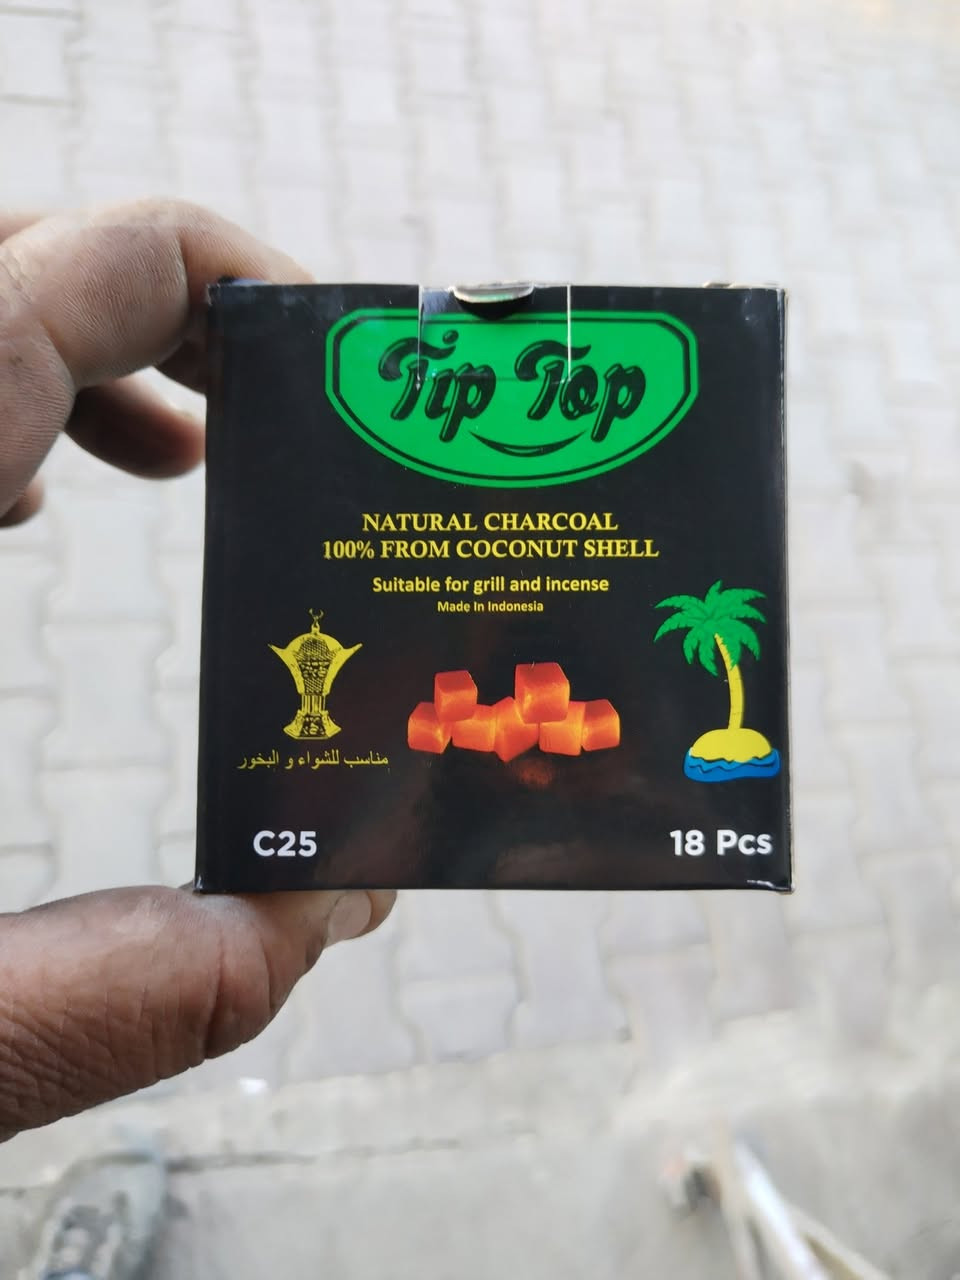 Tip Top
NATURAL CHARCOAL
100% FROM COCONUT SHELL
Suitable for grill and incense
Made In Indonesia
مناسب للشواء و البخور
C25
18 Pcs